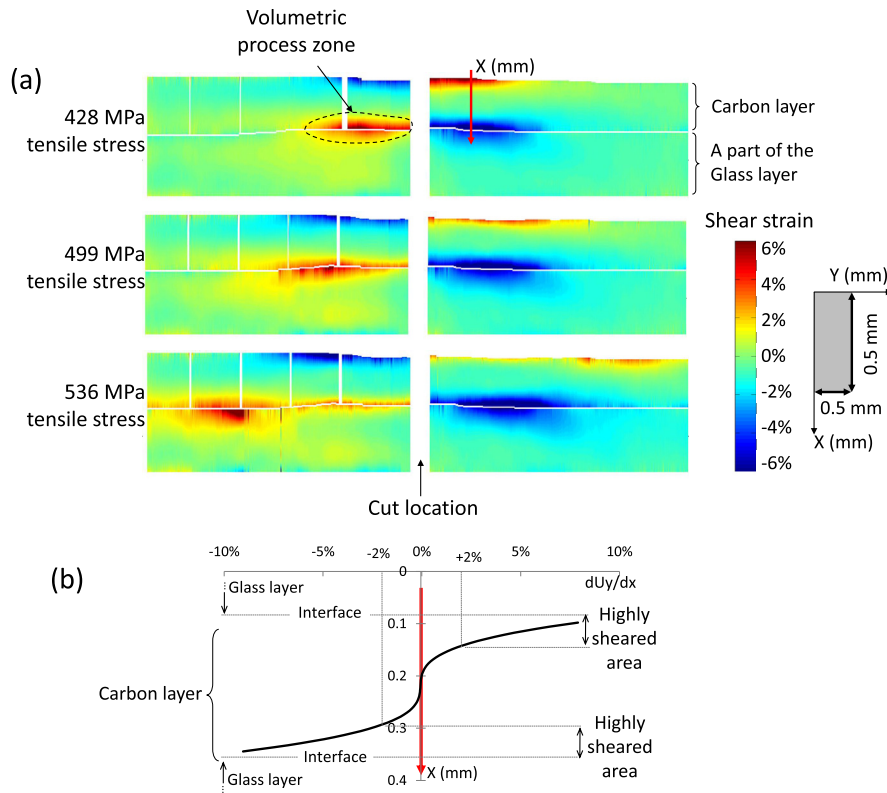 Volumetric
process zone
(a)
X (mm)
428 MPa
tensile stress
Carbon layer
A part of the
Glass layer
499 MPa
tensile stress
Shear strain
6%
4%
2%
0%
-2%
-4%
-6%
Y (mm)
0.5 mm
0.5 mm
X (mm)
536 MPa
tensile stress
Cut location
(b)
-10%
-5%
-2%
0%
+2%
5%
10%
0
dUy/dx
Glass layer
Interface
0.1
Highly
sheared
area
0.2
Carbon layer
0.3
Highly
sheared
area
Interface
Glass layer
X (mm)
0.4